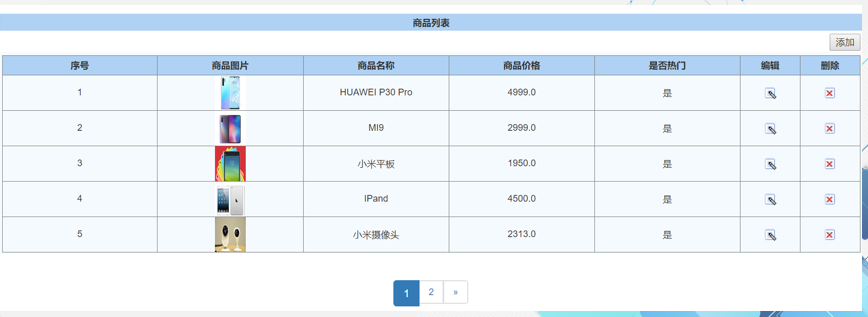 商品列表
添加
序号 商品图片 商品名称 商品价格 是否热门 编辑 删除
1 HUAWEI P30 Pro 4999.0 是
2 MI9 2999.0 是
3 小米平板 1950.0 是
4 IPand 4500.0 是
5 小米摄像头 2313.0 是
1 2 »